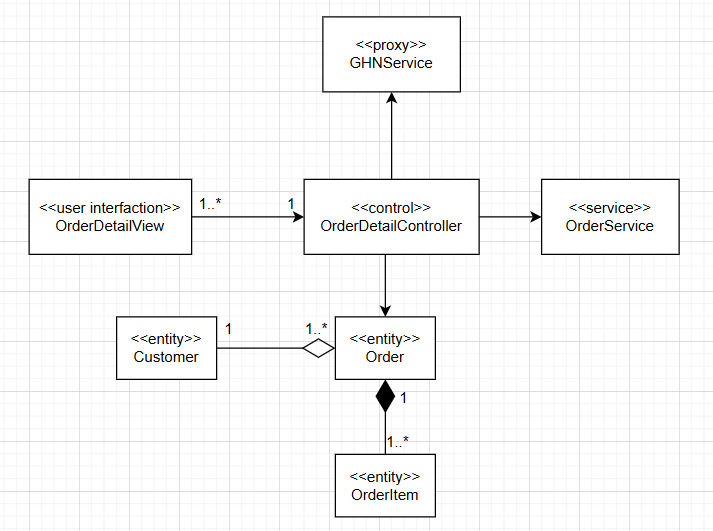 <<proxy>>
GHNService
<<user interfaction>>
OrderDetailView
1..*
1
<<control>>
OrderDetailController
<<service>>
OrderService
<<entity>>
Customer
1
1..*
<<entity>>
Order
1
1..*
<<entity>>
OrderItem